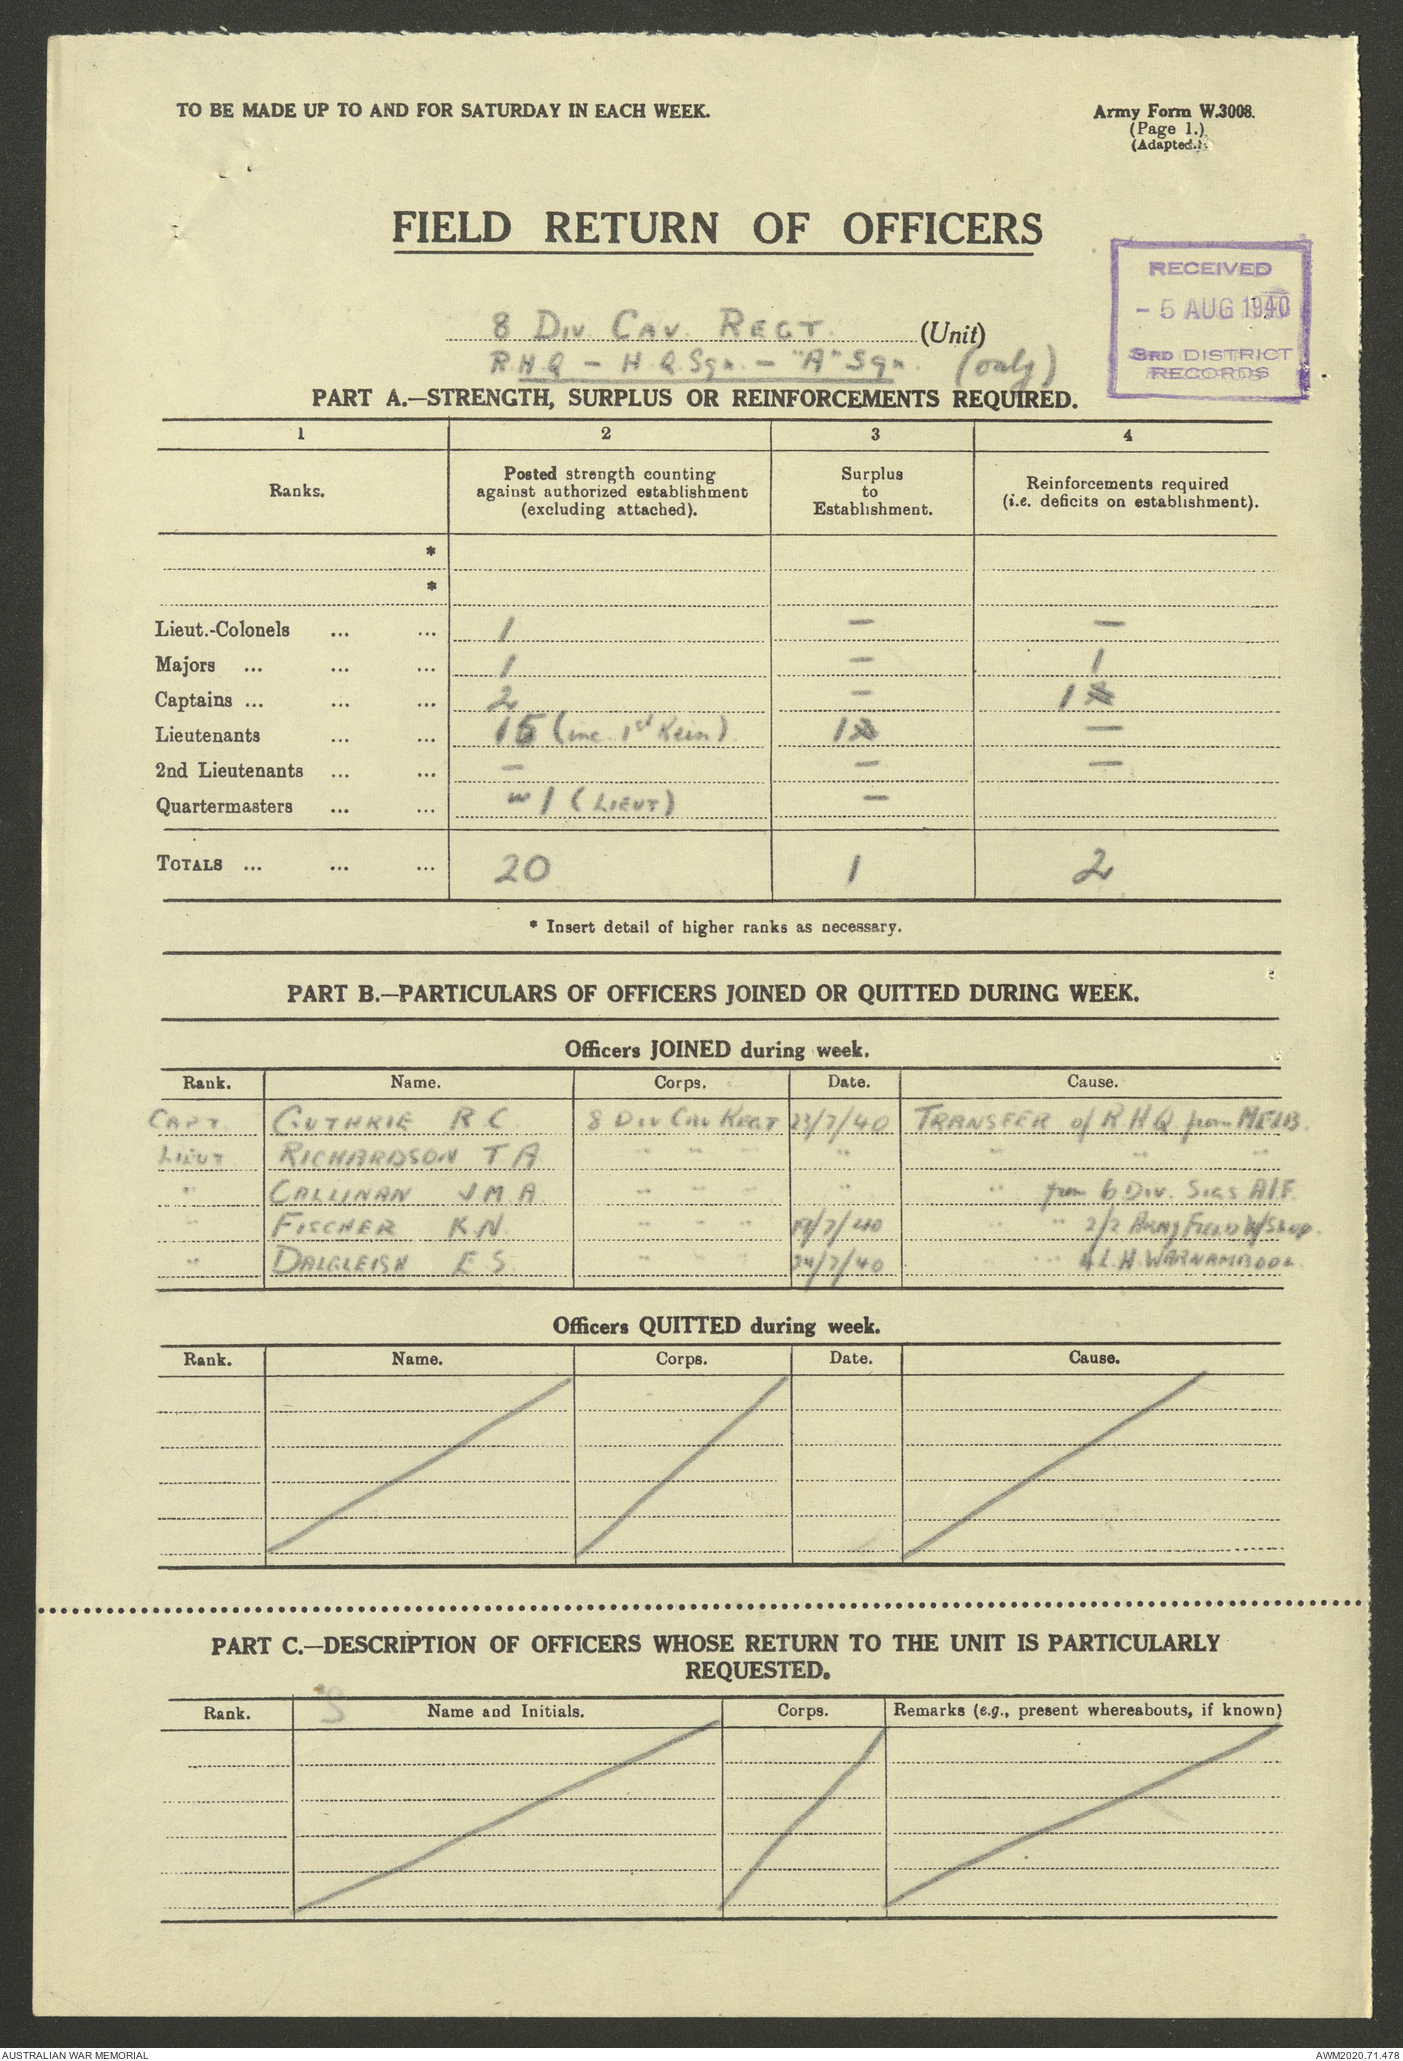 TO BE MADE UP TO AND FOR SATURDAY IN EACH WEEK.
Army Form W.3008.
(Page 1.)
(Adapted.)
FIELD RETURN OF OFFICERS
RECEIVED
- 5 AUG 1940
3RD DISTRICT
RECORDS
8 DIV. CAV. REGT. (Unit)
R.H.Q - H.Q.Sqn. - "A" Sqn. (only)
PART A.—STRENGTH, SURPLUS OR REINFORCEMENTS REQUIRED.
1 2 3 4
Ranks. Posted strength counting against authorized establishment (excluding attached). Surplus to Establishment. Reinforcements required (i.e. deficits on establishment).
*
*
Lieut.-Colonels ... ... 1 — —
Majors ... ... ... 1 — 1
Captains ... ... ... 2 — 1
Lieutenants ... ... 15 (inc. 1st Rein) 1 —
2nd Lieutenants ... ... — — —
Quartermasters ... ... 1 (LIEUT) —
TOTALS ... ... ... 20 1 2
* Insert detail of higher ranks as necessary.
PART B.—PARTICULARS OF OFFICERS JOINED OR QUITTED DURING WEEK.
Officers JOINED during week.
Rank. Name. Corps. Date. Cause.
CAPT. GUTHRIE R.C. 8 DIV CAV REGT 23/7/40 TRANSFER of R H Q from MELB.
LIEUT RICHARDSON T A " " " " " " "
" CALLINAN J.M.A. " " " " " from 6 Div. SIGS A.I.F.
" FISCHER K.N. " " " 19/7/40 " " 2/2 ARMY FIELD W/Shop.
" DALGLEISH E.S. " " " 24/7/40 " " 4 L.H. WARNAMBOOL
Officers QUITTED during week.
Rank. Name. Corps. Date. Cause.
PART C.—DESCRIPTION OF OFFICERS WHOSE RETURN TO THE UNIT IS PARTICULARLY
REQUESTED.
Rank. Name and Initials. Corps. Remarks (e.g., present whereabouts, if known)
AUSTRALIAN WAR MEMORIAL
AWM2020.71.478